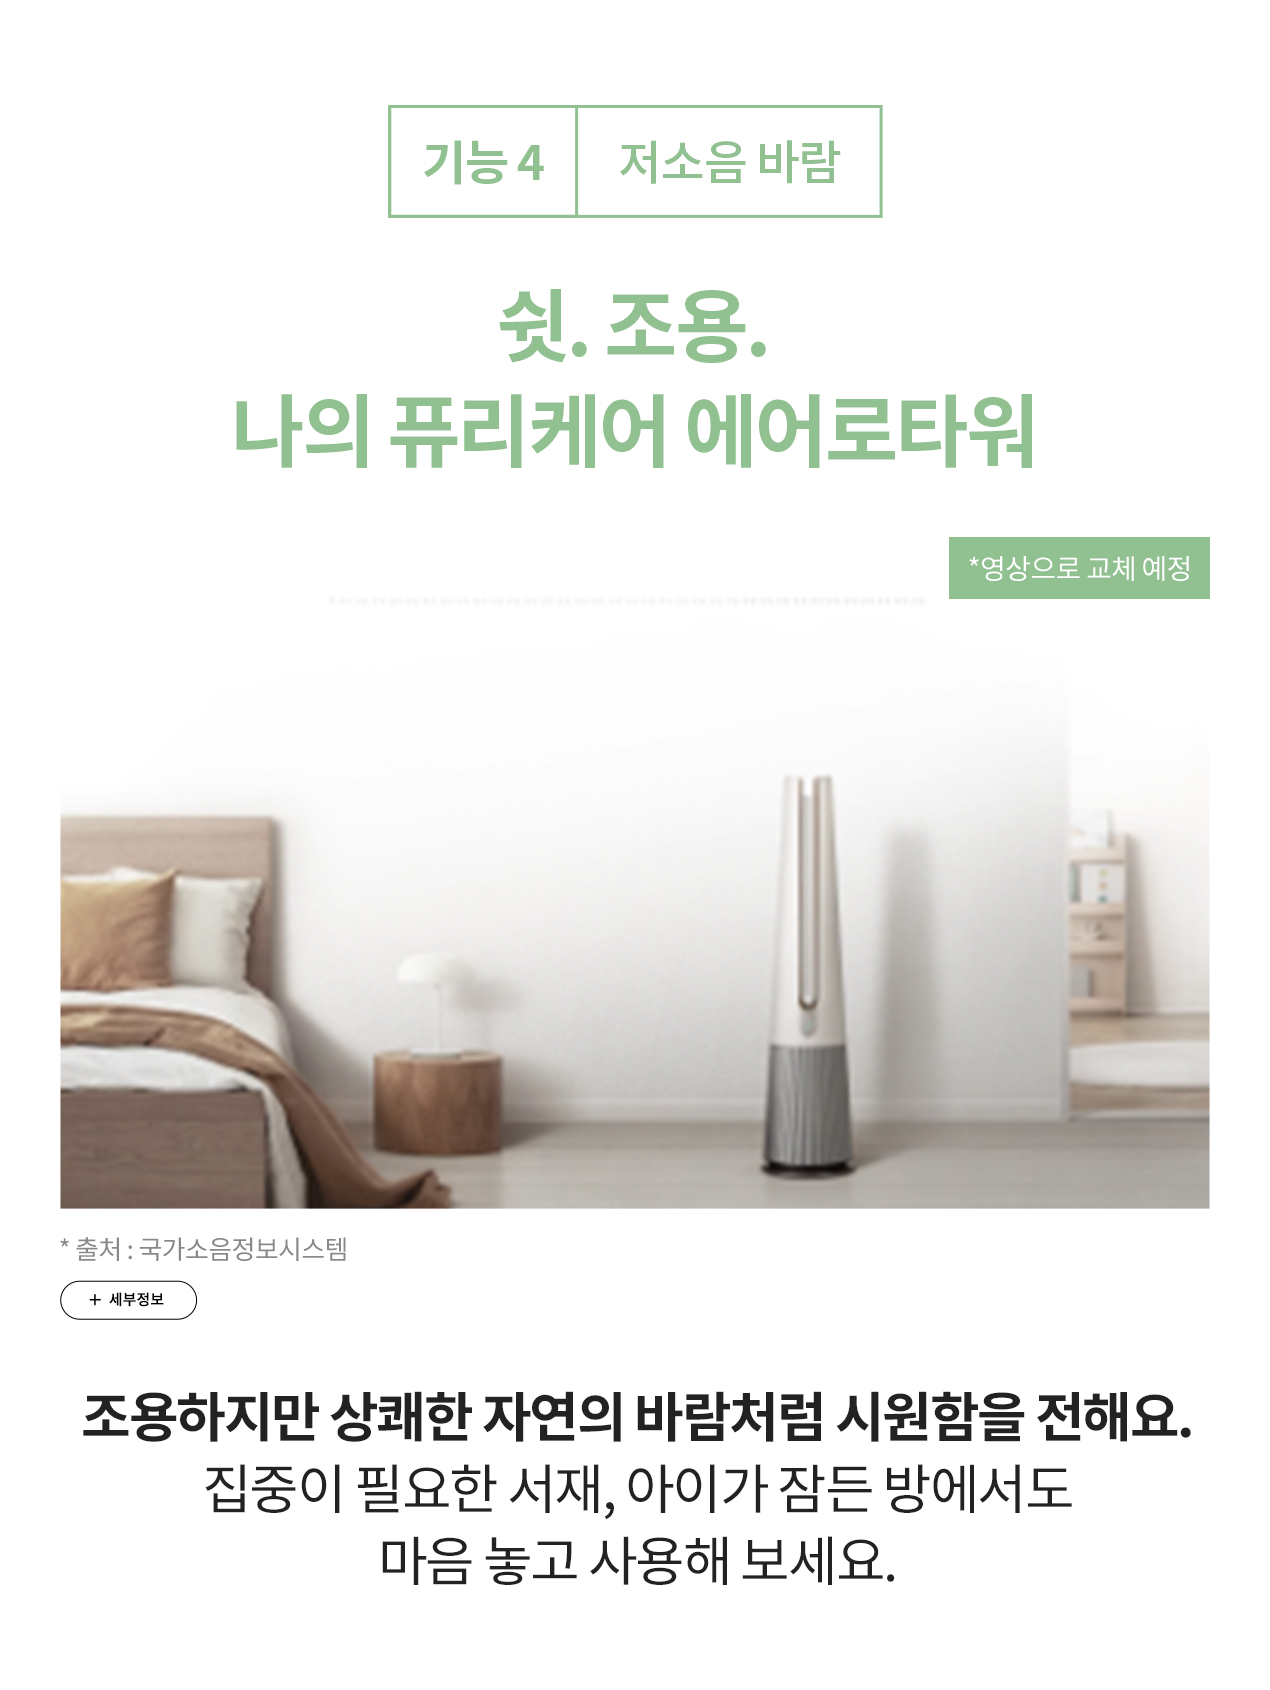 기능 4 저소음 바람
쉿. 조용.
나의 퓨리케어 에어로타워
*영상으로 교체 예정
* 출처 : 국가소음정보시스템
+ 세부정보
조용하지만 상쾌한 자연의 바람처럼 시원함을 전해요.
집중이 필요한 서재, 아이가 잠든 방에서도
마음 놓고 사용해 보세요.